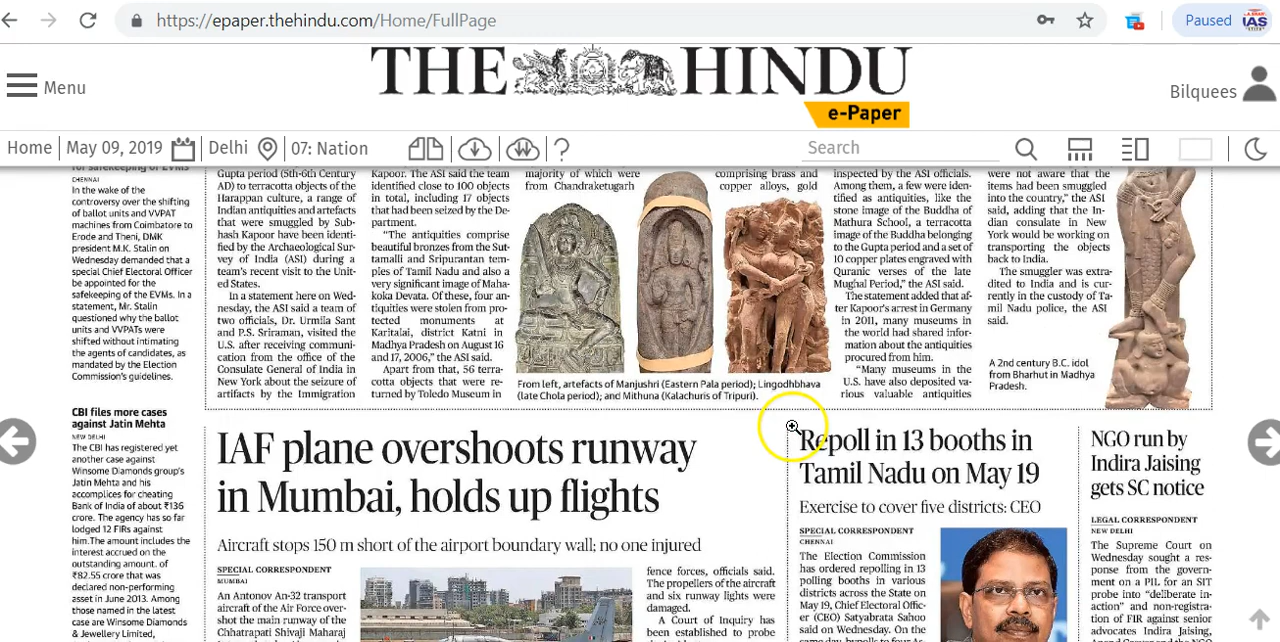 https://epaper.thehindu.com/Home/FullPage
Paused
IAS
THE HINDU
e-Paper
Menu
Bilquees
Home
May 09, 2019
Delhi
07: Nation
?
Search
for safekeeping of EVMs
CHENNAI
In the wake of the
controversy over the shifting
of ballot units and VVPAT
machines from Coimbatore to
Erode and Theni, DMK
president M.K. Stalin on
Wednesday demanded that a
special Chief Electoral Officer
be appointed for the
safekeeping of the EVMs. In a
statement, Mr. Stalin
questioned why the ballot
units and VVPATs were
shifted without intimating
the agents of candidates, as
mandated by the Election
Commission's guidelines.
CBI files more cases
against Jatin Mehta
NEW DELHI
The CBI has registered yet
another case against
Winsome Diamonds group's
Jatin Mehta and his
accomplices for cheating
Bank of India of about ₹136
crore. The agency has so far
lodged 12 FIRs against
him.The amount includes the
interest accrued on the
outstanding amount. of
₹82.55 crore that was
declared non-performing
asset in June 2013. Among
those named in the latest
case are Winsome Diamonds
& Jewellery Limited,
Gupta period (5th-6th Century
AD) to terracotta objects of the
Harappan culture, a range of
Indian antiquities and artefacts
that were smuggled by Sub-
hash Kapoor have been identi-
fied by the Archaeological Sur-
vey of India (ASI) during a
team's recent visit to the Unit-
ed States.
In a statement here on Wed-
nesday, the ASI said a team of
two officials, Dr. Urmila Sant
and P.S. Sriraman, visited the
U.S. after receiving communi-
cation from the office of the
Consulate General of India in
New York about the seizure of
artifacts by the Immigration
Kapoor. The ASI said the team
identified close to 100 objects
in total, including 17 objects
that had been seized by the De-
partment.
"The antiquities comprise
beautiful bronzes from the Sut-
tamalli and Sripurantan tem-
ples of Tamil Nadu and also a
very significant image of Maha-
koka Devata. Of these, four an-
tiquities were stolen from pro-
tected monuments at
Karitalai, district Katni in
Madhya Pradesh on August 16
and 17, 2006," the ASI said.
Apart from that, 56 terra-
cotta objects that were re-
turned by Toledo Museum in
majority of which were
from Chandraketugarh
comprising brass and
copper alloys, gold
From left, artefacts of Manjushri (Eastern Pala period); Lingodhbhava
(late Chola period); and Mithuna (Kalachuris of Tripuri).
inspected by the ASI officials.
Among them, a few were iden-
tified as antiquities, like the
stone image of the Buddha of
Mathura School, a terracotta
image of the Buddha belonging
to the Gupta period and a set of
10 copper plates engraved with
Quranic verses of the late
Mughal Period," the ASI said.
The statement added that af-
ter Kapoor's arrest in Germany
in 2011, many museums in
the world had shared infor-
mation about the antiquities
procured from him.
"Many museums in the
U.S. have also deposited va-
rious valuable antiquities
were not aware that the
items had been smuggled
into the country," the ASI
said, adding that the In-
dian consulate in New
York would be working on
transporting the objects
back to India.
The smuggler was extra-
dited to India and is cur-
rently in the custody of Ta-
mil Nadu police, the ASI
said.
A 2nd century B.C. idol
from Bharhut in Madhya
Pradesh.
IAF plane overshoots runway
in Mumbai, holds up flights
Aircraft stops 150 m short of the airport boundary wall; no one injured
SPECIAL CORRESPONDENT
MUMBAI
An Antonov An-32 transport
aircraft of the Air Force over-
shot the main runway of the
Chhatrapati Shivaji Maharaj
fence forces, officials said.
The propellers of the aircraft
and six runway lights were
damaged.
A Court of Inquiry has
been established to probe
Repoll in 13 booths in
Tamil Nadu on May 19
Exercise to cover five districts: CEO
SPECIAL CORRESPONDENT
CHENNAI
The Election Commission
has ordered repolling in 13
polling booths in various
districts across the State on
May 19, Chief Electoral Offic-
er (CEO) Satyabrata Sahoo
said on Wednesday. On the
NGO run by
Indira Jaising
gets SC notice
LEGAL CORRESPONDENT
NEW DELHI
The Supreme Court on
Wednesday sought a res-
ponse from the govern-
ment on a PIL for an SIT
probe into "deliberate in-
action" and non-registra-
tion of FIR against senior
advocates Indira Jaising,